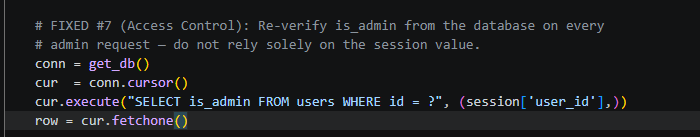 # FIXED #7 (Access Control): Re-verify is_admin from the database on every
# admin request — do not rely solely on the session value.
conn = get_db()
cur  = conn.cursor()
cur.execute("SELECT is_admin FROM users WHERE id = ?", (session['user_id'],))
row = cur.fetchone()